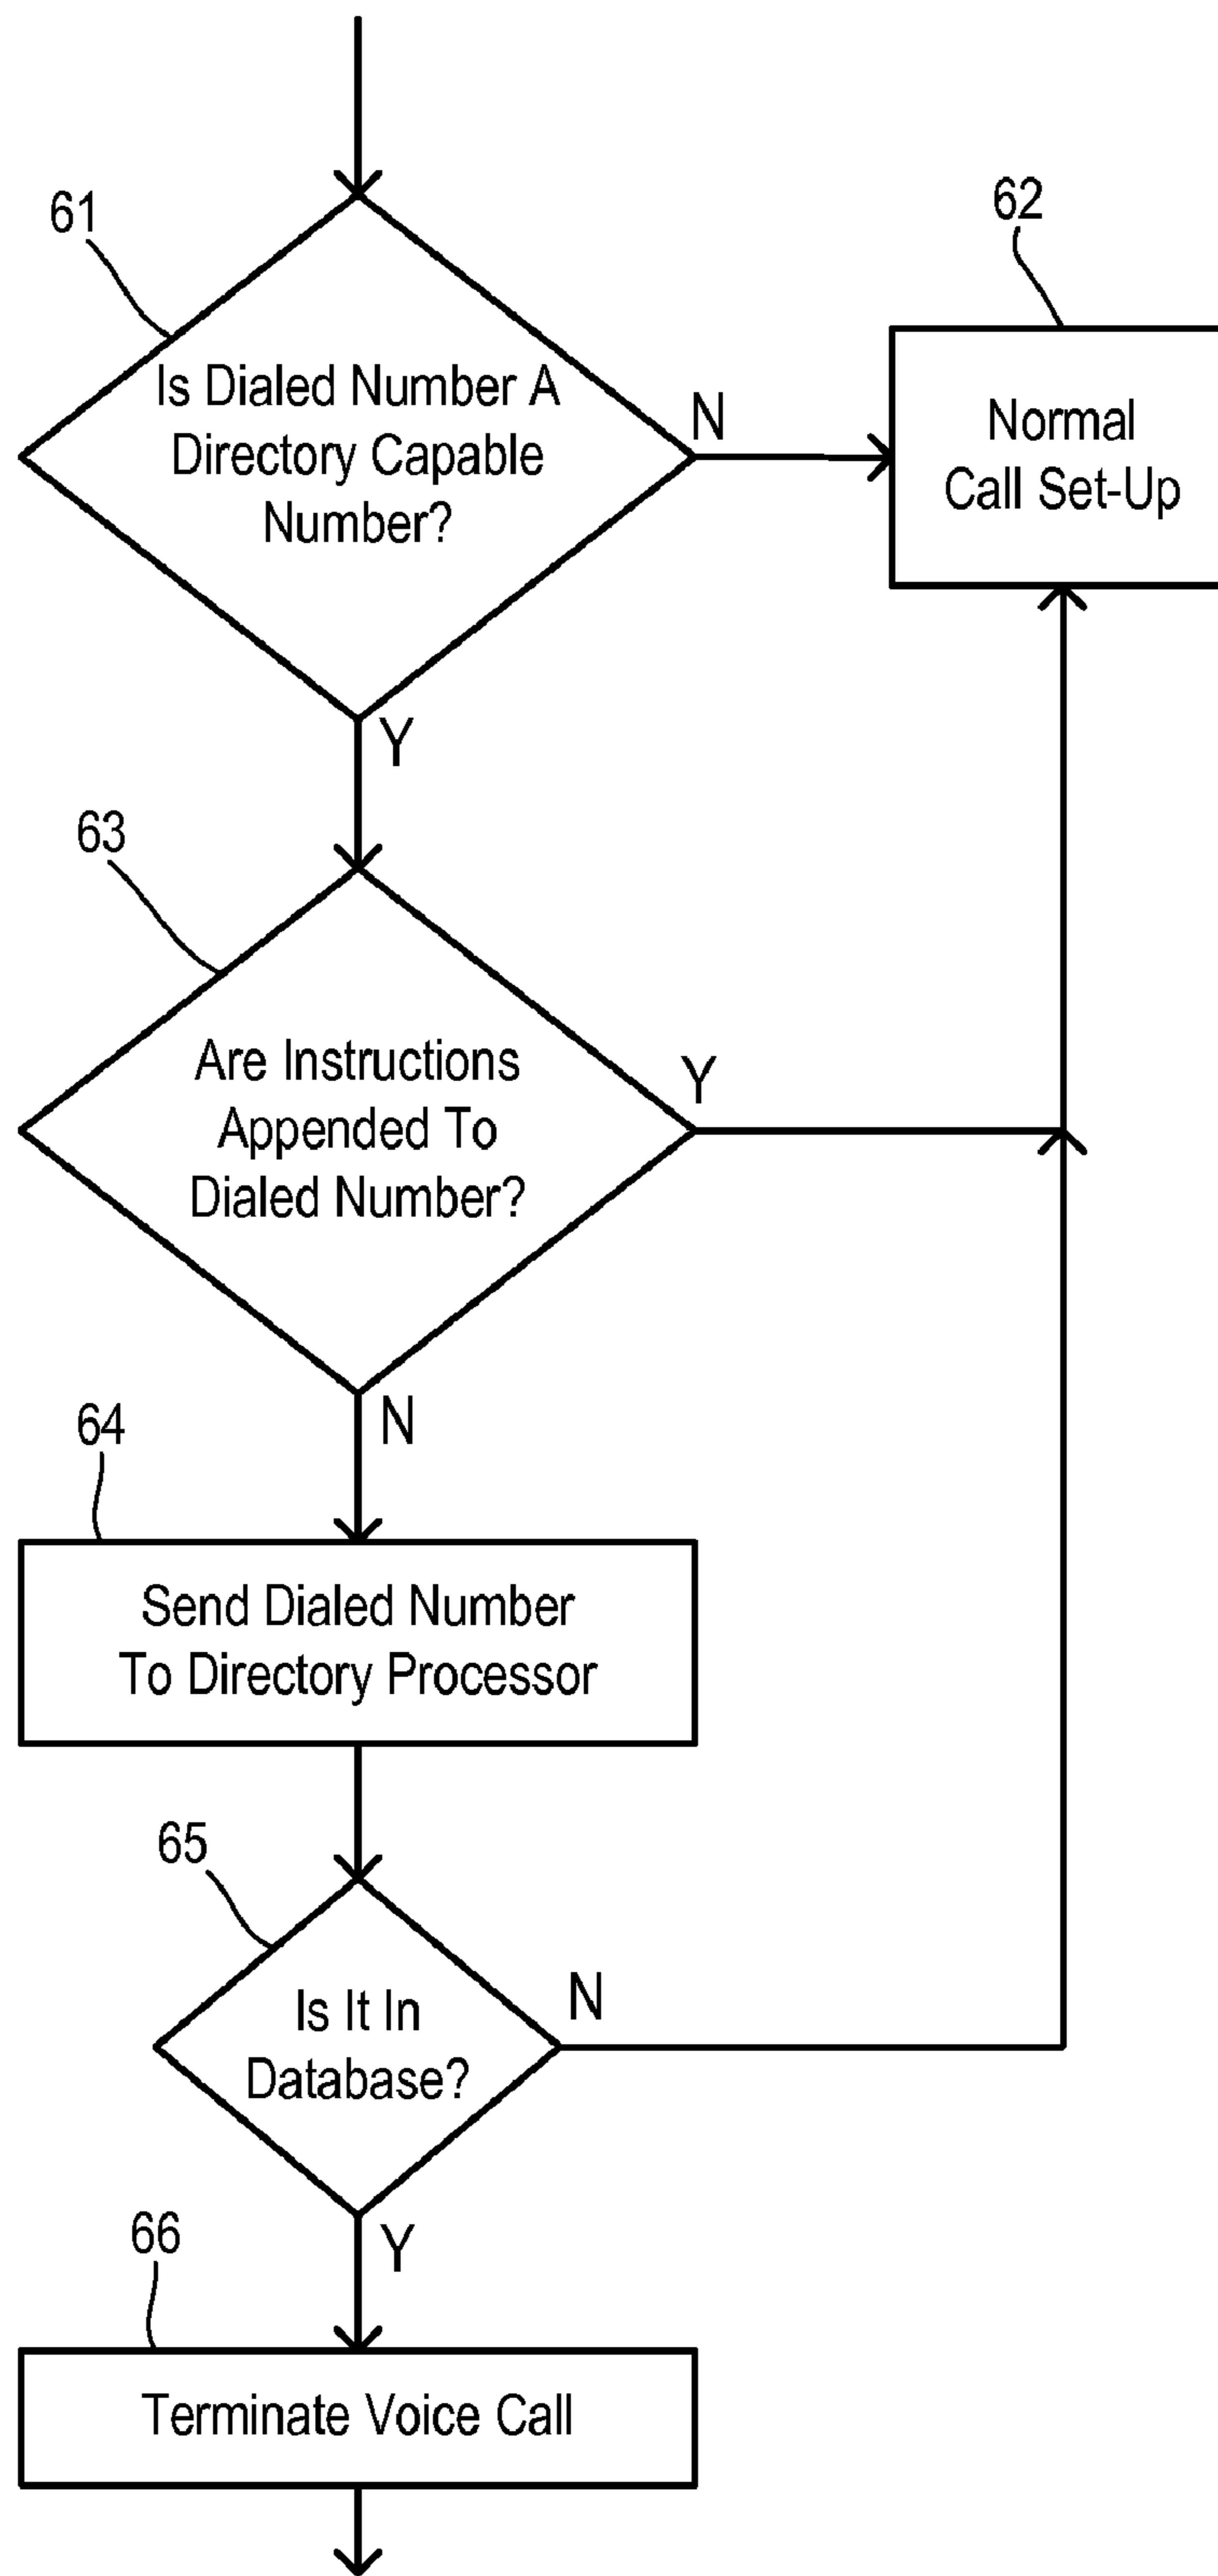 61
Is Dialed Number A
Directory Capable
Number?
N
62
Normal
Call Set-Up
Y
63
Are Instructions
Appended To
Dialed Number?
Y
N
64
Send Dialed Number
To Directory Processor
65
Is It In
Database?
N
Y
66
Terminate Voice Call